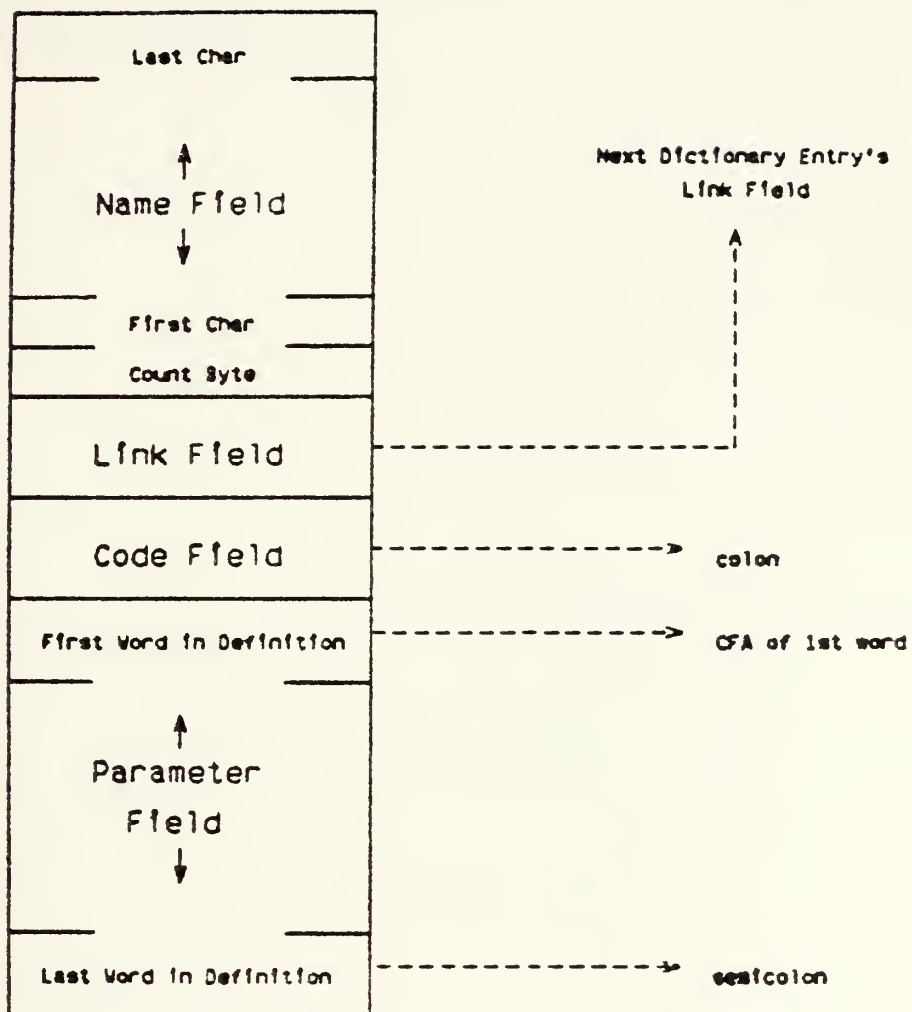 Last Char
Next Dictionary Entry's
Link Field
Name Field
First Char
Count Byte
Link Field
Code Field
colon
First Word in Definition
CFA of 1st word
Parameter
Field
Last Word in Definition
semicolon